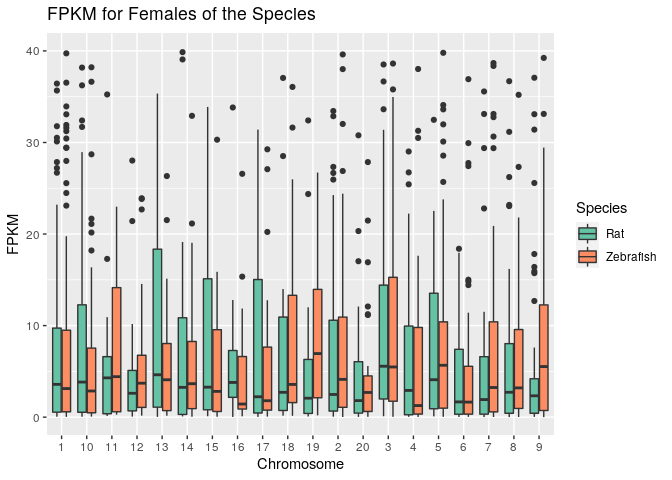 FPKM for Females of the Species
40
30
20
10
0
FPKM
1 10 11 12 13 14 15 16 17 18 19 2 20 3 4 5 6 7 8 9
Chromosome
Species
Rat
Zebrafish